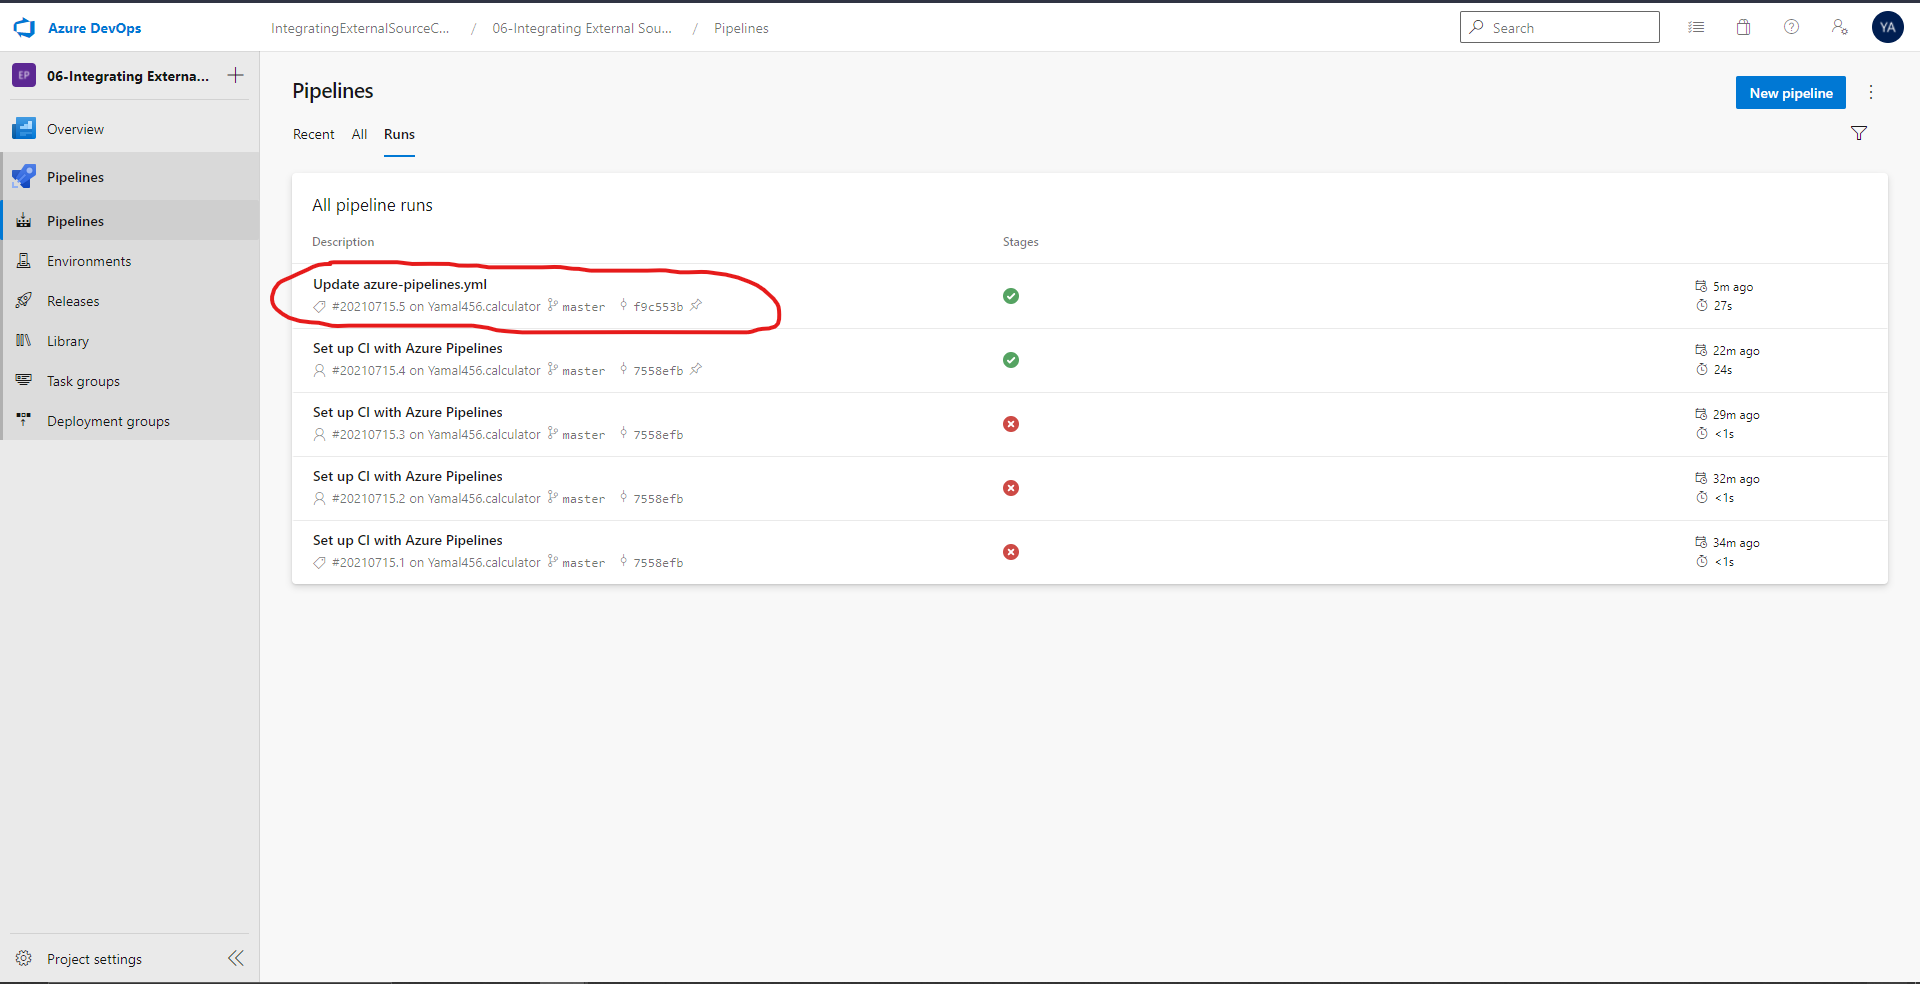 Azure DevOps
IntegratingExternalSourceC... / 06-Integrating External Sou... / Pipelines
Search
YA
EP 06-Integrating Externa...
Overview
Pipelines
Pipelines
Environments
Releases
Library
Task groups
Deployment groups
Project settings
Pipelines
New pipeline
Recent All Runs
All pipeline runs
Description Stages
Update azure-pipelines.yml
#20210715.5 on Yamal456.calculator master f9c553b
5m ago
27s
Set up CI with Azure Pipelines
#20210715.4 on Yamal456.calculator master 7558efb
22m ago
24s
Set up CI with Azure Pipelines
#20210715.3 on Yamal456.calculator master 7558efb
29m ago
<1s
Set up CI with Azure Pipelines
#20210715.2 on Yamal456.calculator master 7558efb
32m ago
<1s
Set up CI with Azure Pipelines
#20210715.1 on Yamal456.calculator master 7558efb
34m ago
<1s